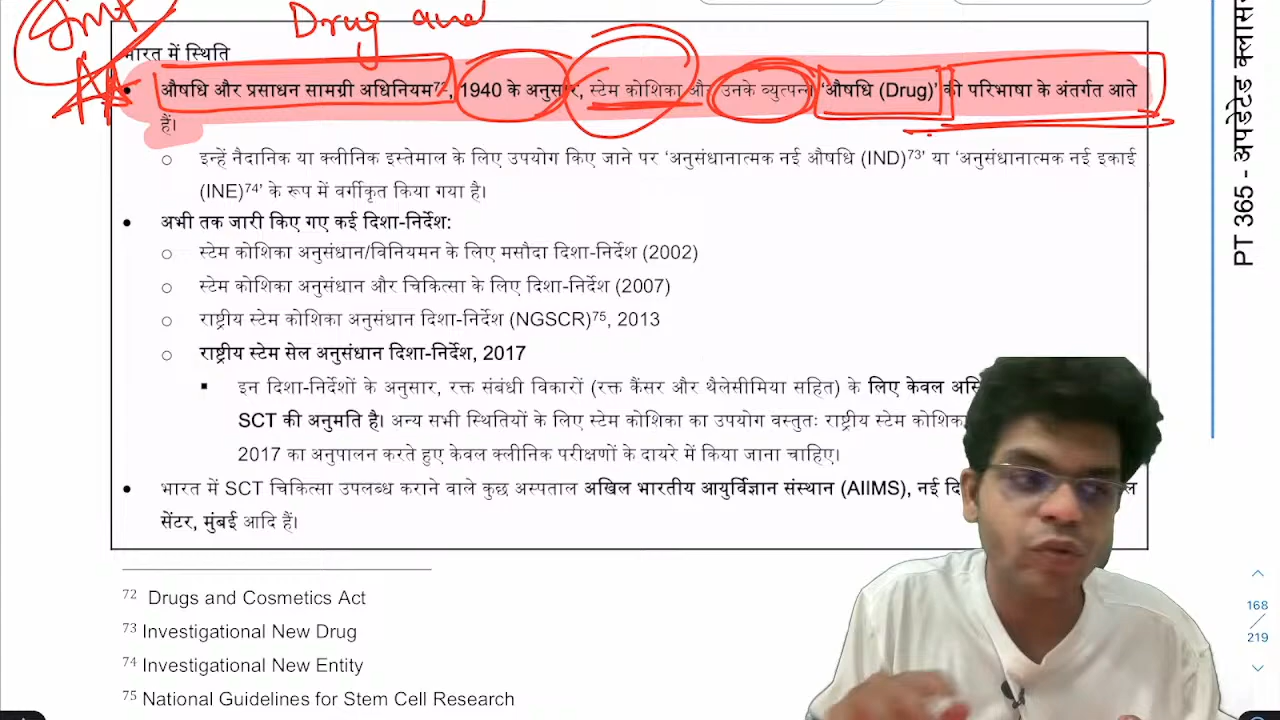 Imp
Drug and
भारत में स्थिति
• औषधि और प्रसाधन सामग्री अधिनियम72, 1940 के अनुसार, स्टेम कोशिका और उनके व्युत्पन्न 'औषधि (Drug)' की परिभाषा के अंतर्गत आते
हैं।
○ इन्हें नैदानिक या क्लीनिक इस्तेमाल के लिए उपयोग किए जाने पर 'अनुसंधानात्मक नई औषधि (IND)73' या 'अनुसंधानात्मक नई इकाई
(INE)74' के रूप में वर्गीकृत किया गया है।
• अभी तक जारी किए गए कई दिशा-निर्देश:
○ स्टेम कोशिका अनुसंधान/विनियमन के लिए मसौदा दिशा-निर्देश (2002)
○ स्टेम कोशिका अनुसंधान और चिकित्सा के लिए दिशा-निर्देश (2007)
○ राष्ट्रीय स्टेम कोशिका अनुसंधान दिशा-निर्देश (NGSCR)75, 2013
○ राष्ट्रीय स्टेम सेल अनुसंधान दिशा-निर्देश, 2017
▪ इन दिशा-निर्देशों के अनुसार, रक्त संबंधी विकारों (रक्त कैंसर और थैलेसीमिया सहित) के लिए केवल
SCT की अनुमति है। अन्य सभी स्थितियों के लिए स्टेम कोशिका का उपयोग वस्तुतः राष्ट्रीय स्टेम कोशिका
2017 का अनुपालन करते हुए केवल क्लीनिक परीक्षणों के दायरे में किया जाना चाहिए।
• भारत में SCT चिकित्सा उपलब्ध कराने वाले कुछ अस्पताल अखिल भारतीय आयुर्विज्ञान संस्थान (AIIMS), नई
सेंटर, मुंबई आदि हैं।
72 Drugs and Cosmetics Act
73 Investigational New Drug
74 Investigational New Entity
75 National Guidelines for Stem Cell Research
PT 365 - अपडेटेड
168
219